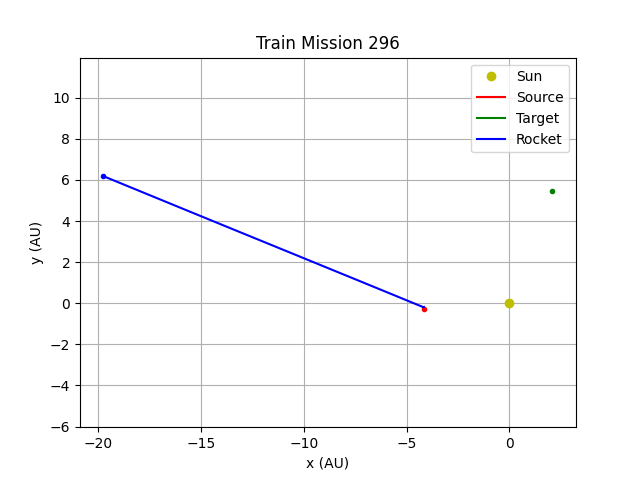 Train Mission 296
Sun
Source
Target
Rocket
10
8
6
4
2
0
−2
−4
−6
y (AU)
−20 −15 −10 −5 0
x (AU)